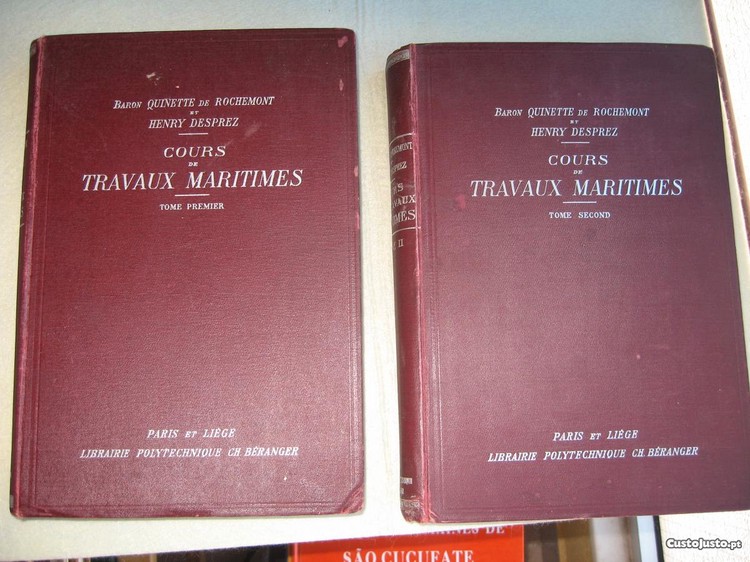 BARON QUINETTE DE ROCHEMONT
ET
HENRY DESPREZ
COURS
DE
TRAVAUX MARITIMES
TOME PREMIER
PARIS ET LIÈGE
LIBRAIRIE POLYTECHNIQUE CH. BÉRANGER
BARON QUINETTE DE ROCHEMONT
ET
HENRY DESPREZ
COURS
DE
TRAVAUX MARITIMES
TOME SECOND
PARIS ET LIÈGE
LIBRAIRIE POLYTECHNIQUE CH. BÉRANGER
II
DE
SÃO CUCUFATE
CustoJusto.pt